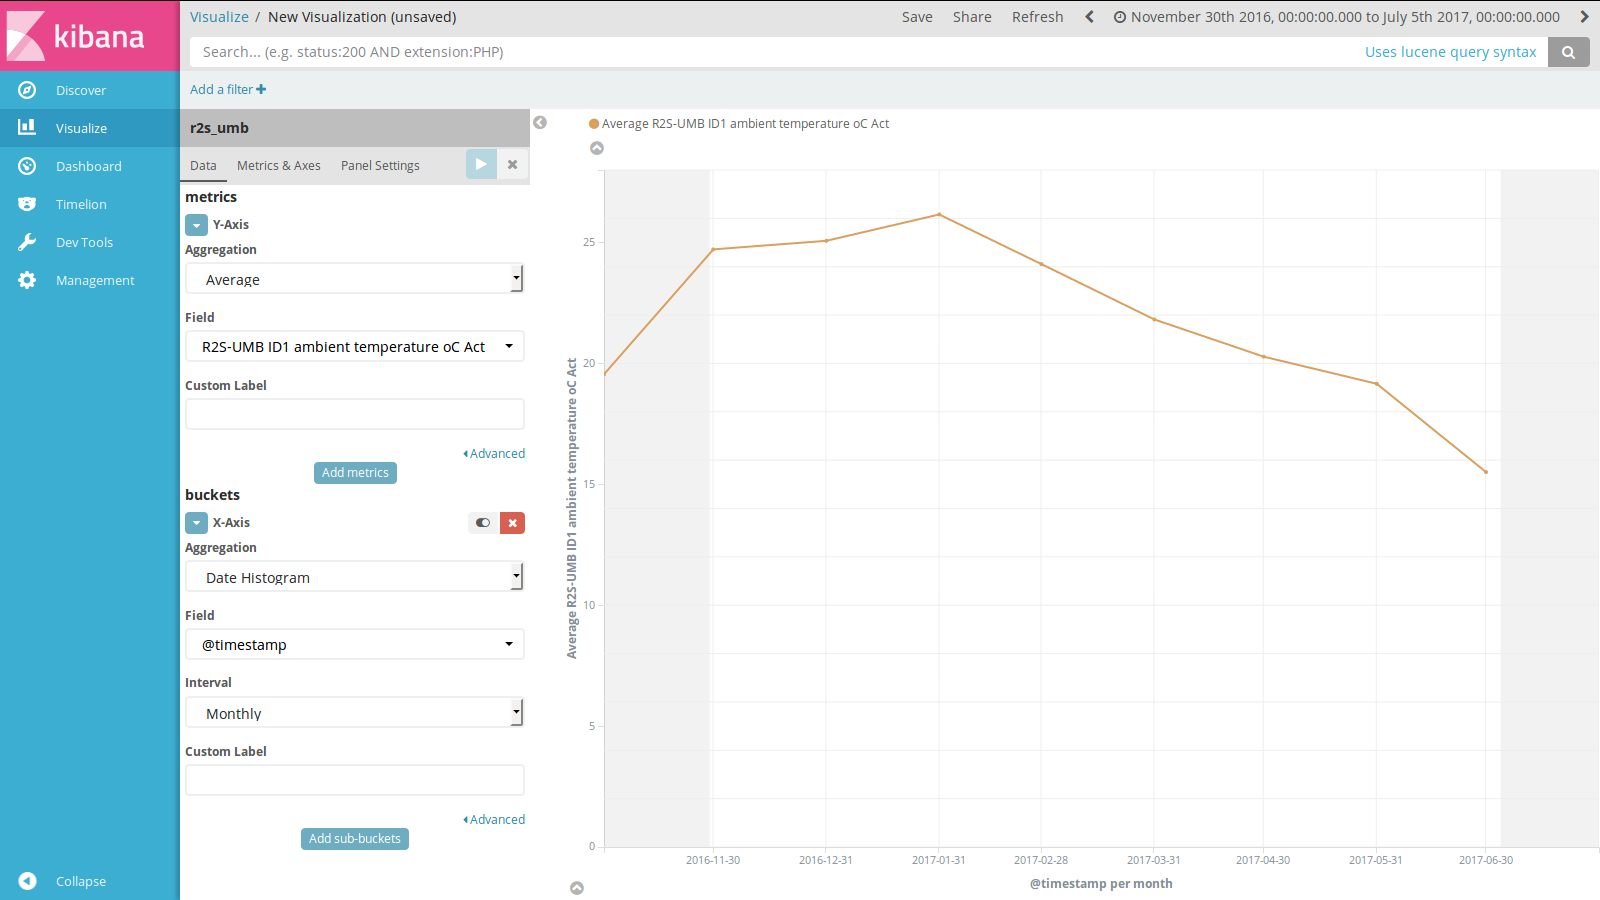 kibana
Visualize / New Visualization (unsaved)
Save Share Refresh November 30th 2016, 00:00:00.000 to July 5th 2017, 00:00:00.000
Search... (e.g. status:200 AND extension:PHP) Uses lucene query syntax
Add a filter
Discover
Visualize
Dashboard
Timelion
Dev Tools
Management
Collapse
r2s_umb
Data Metrics & Axes Panel Settings
metrics
Y-Axis
Aggregation
Average
Field
R2S-UMB ID1 ambient temperature oC Act
Custom Label
Advanced
Add metrics
buckets
X-Axis
Aggregation
Date Histogram
Field
@timestamp
Interval
Monthly
Custom Label
Advanced
Add sub-buckets
Average R2S-UMB ID1 ambient temperature oC Act
Average R2S-UMB ID1 ambient temperature oC Act
25
20
15
10
5
0
2016-11-30 2016-12-31 2017-01-31 2017-02-28 2017-03-31 2017-04-30 2017-05-31 2017-06-30
@timestamp per month